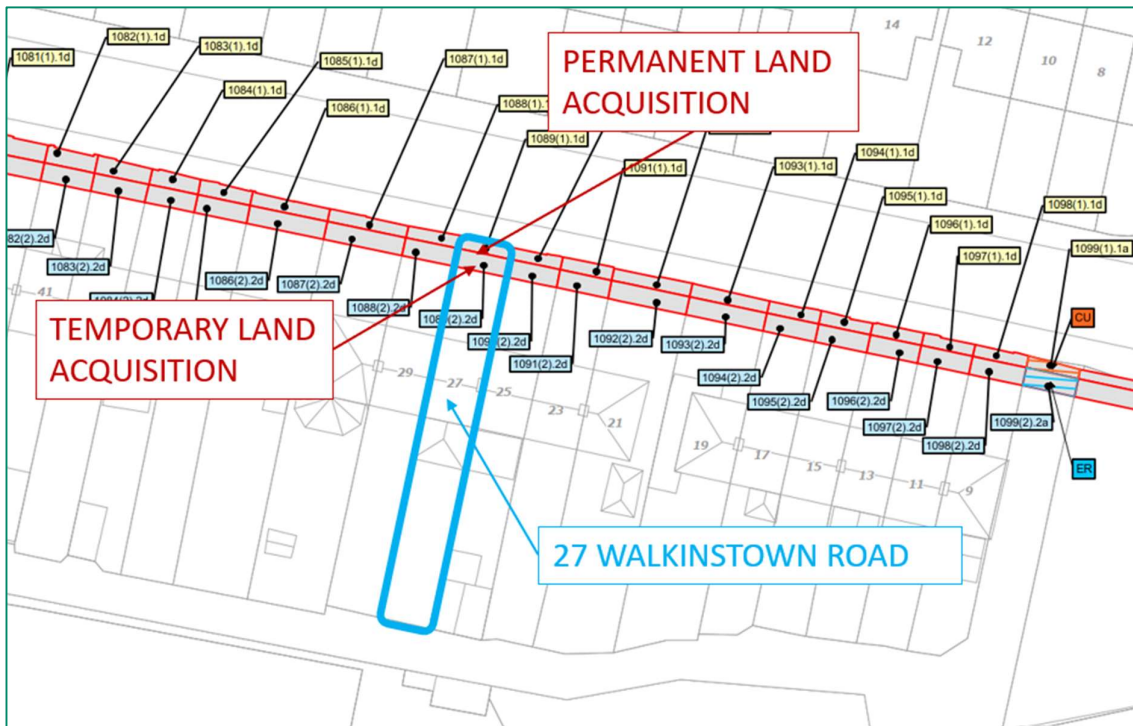 14
12
10
8
1081(1).1d
1082(1).1d
1083(1).1d
1084(1).1d
1085(1).1d
1086(1).1d
1087(1).1d
1088(1).1
1089(1).1d
PERMANENT LAND
ACQUISITION
1091(1).1d
1093(1).1d
1094(1).1d
1095(1).1d
1096(1).1d
1097(1).1d
1098(1).1d
1099(1).1a
CU
82(2).2d
1083(2).2d
1086(2).2d
1087(2).2d
1088(2).2d
1091(2).2d
1092(2).2d
1093(2).2d
1094(2).2d
1095(2).2d
1096(2).2d
1097(2).2d
1098(2).2d
1099(2).2a
ER
41
TEMPORARY LAND
ACQUISITION
29
27
25
23
21
19
17
15
13
11
9
27 WALKINSTOWN ROAD